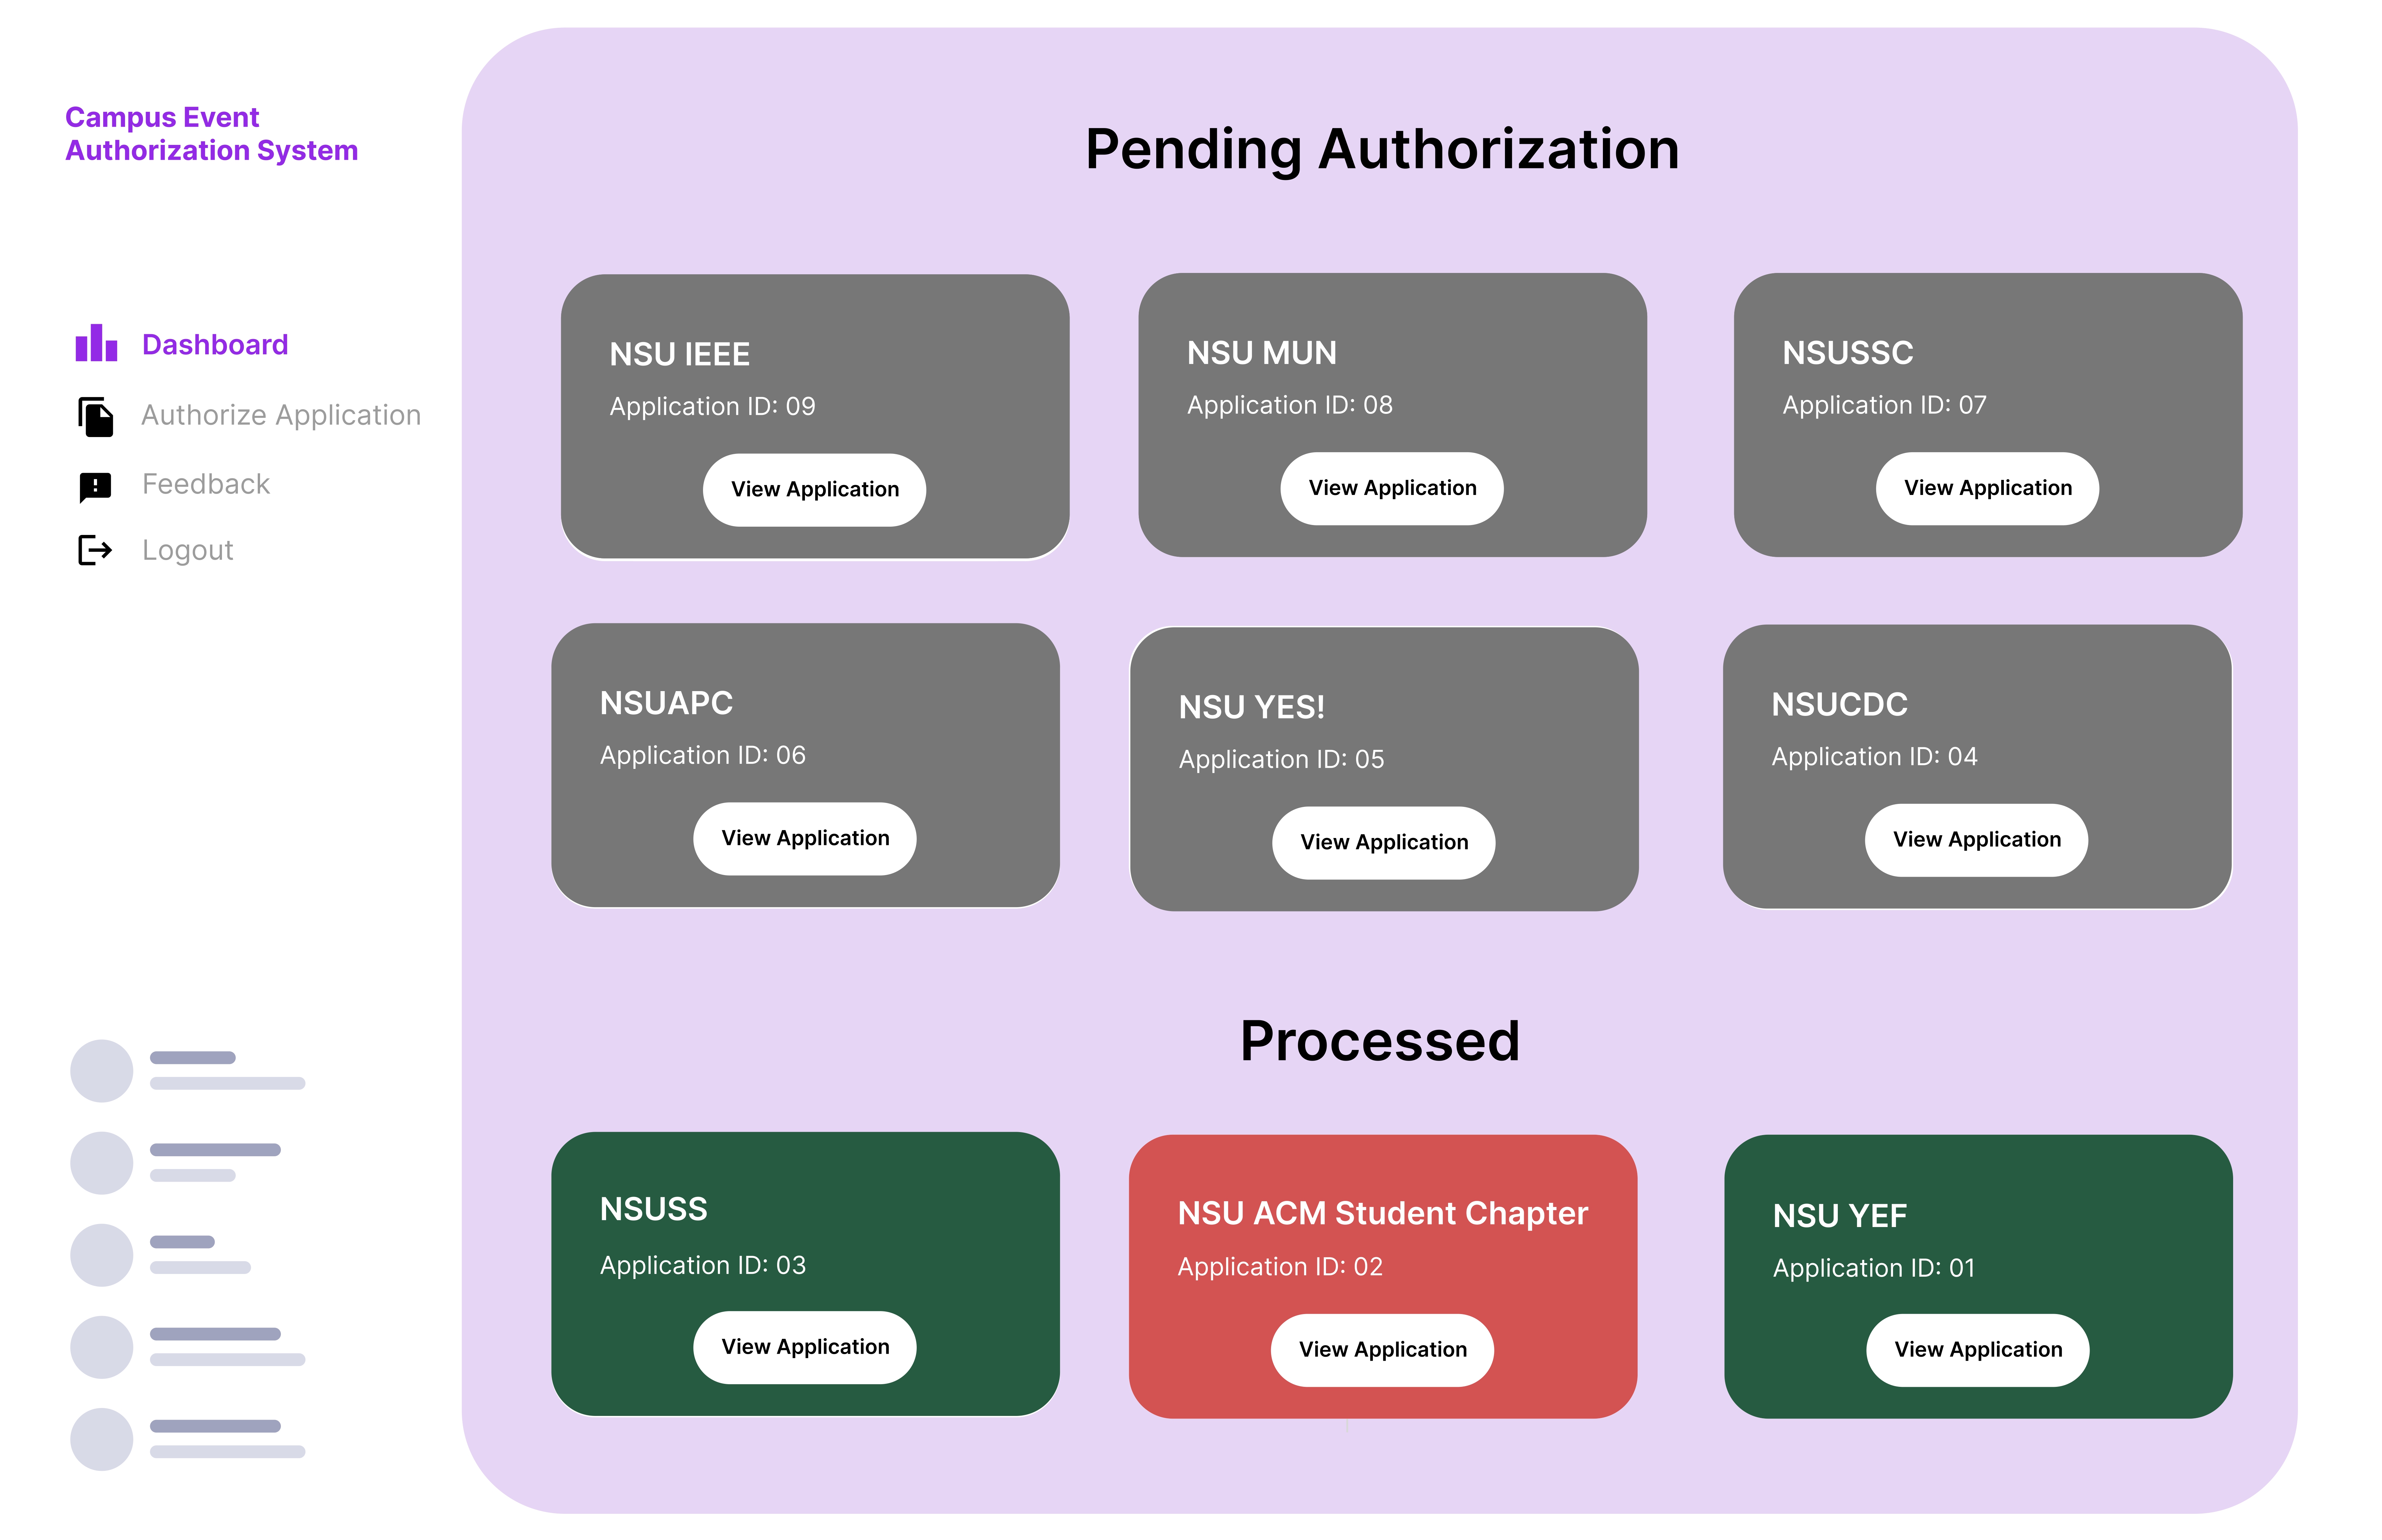 Campus Event
Authorization System
Dashboard
Authorize Application
Feedback
Logout
Pending Authorization
NSU IEEE
Application ID: 09
View Application
NSU MUN
Application ID: 08
View Application
NSUSSC
Application ID: 07
View Application
NSUAPC
Application ID: 06
View Application
NSU YES!
Application ID: 05
View Application
NSUCDC
Application ID: 04
View Application
Processed
NSUSS
Application ID: 03
View Application
NSU ACM Student Chapter
Application ID: 02
View Application
NSU YEF
Application ID: 01
View Application